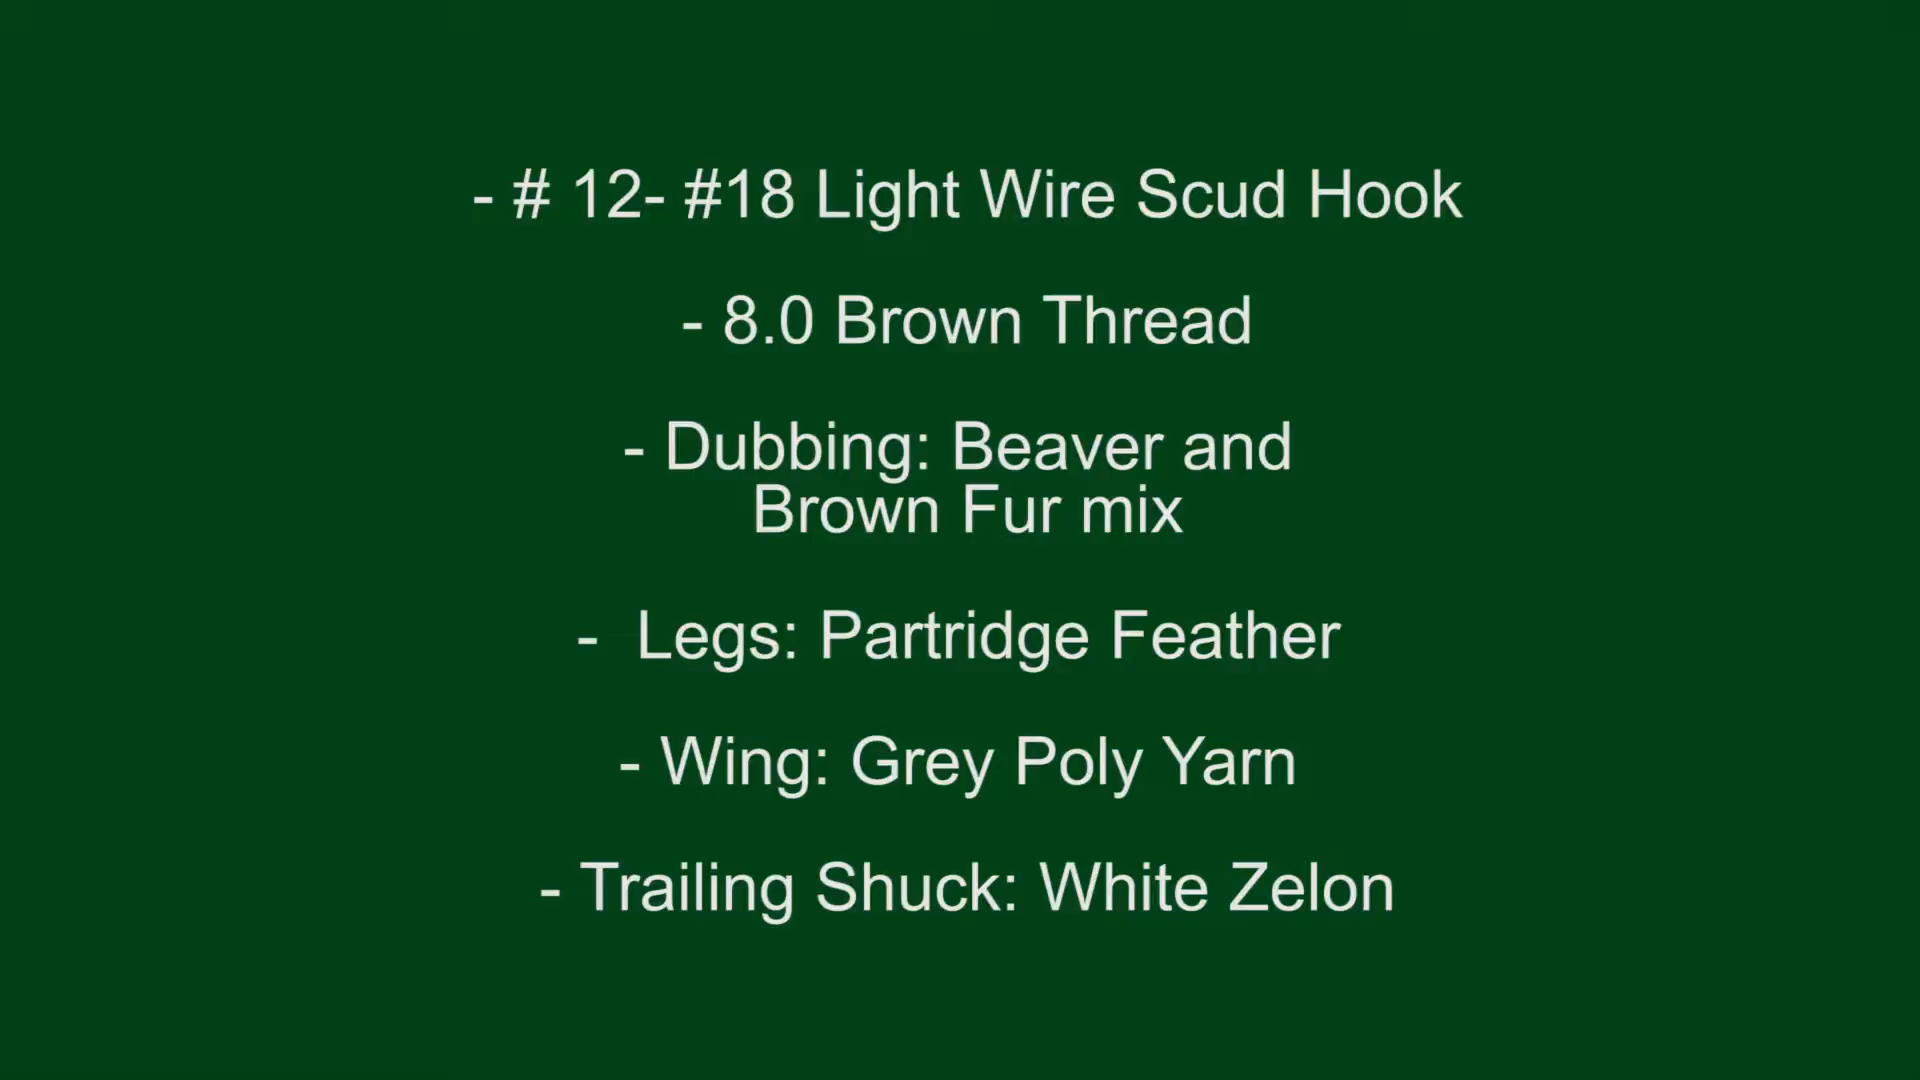 - # 12- #18 Light Wire Scud Hook
- 8.0 Brown Thread
- Dubbing: Beaver and
Brown Fur mix
-  Legs: Partridge Feather
- Wing: Grey Poly Yarn
- Trailing Shuck: White Zelon